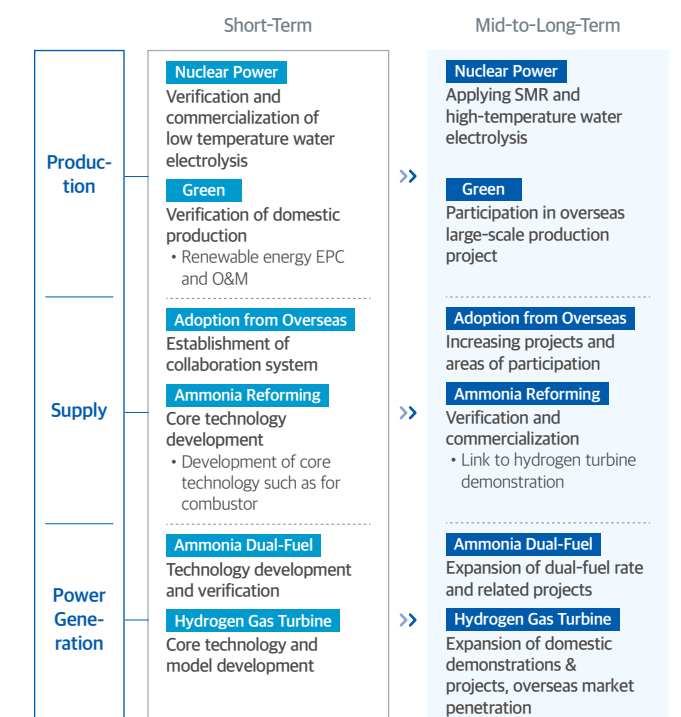 Short-Term
Mid-to-Long-Term
Produc-
tion
Nuclear Power
Verification and
commercialization of
low temperature water
electrolysis
Green
Verification of domestic
production
• Renewable energy EPC
and O&M
Nuclear Power
Applying SMR and
high-temperature water
electrolysis
Green
Participation in overseas
large-scale production
project
Supply
Adoption from Overseas
Establishment of
collaboration system
Ammonia Reforming
Core technology
development
• Development of core
technology such as for
combustor
Adoption from Overseas
Increasing projects and
areas of participation
Ammonia Reforming
Verification and
commercialization
• Link to hydrogen turbine
demonstration
Power
Gene-
ration
Ammonia Dual-Fuel
Technology development
and verification
Hydrogen Gas Turbine
Core technology and
model development
Ammonia Dual-Fuel
Expansion of dual-fuel rate
and related projects
Hydrogen Gas Turbine
Expansion of domestic
demonstrations &
projects, overseas market
penetration